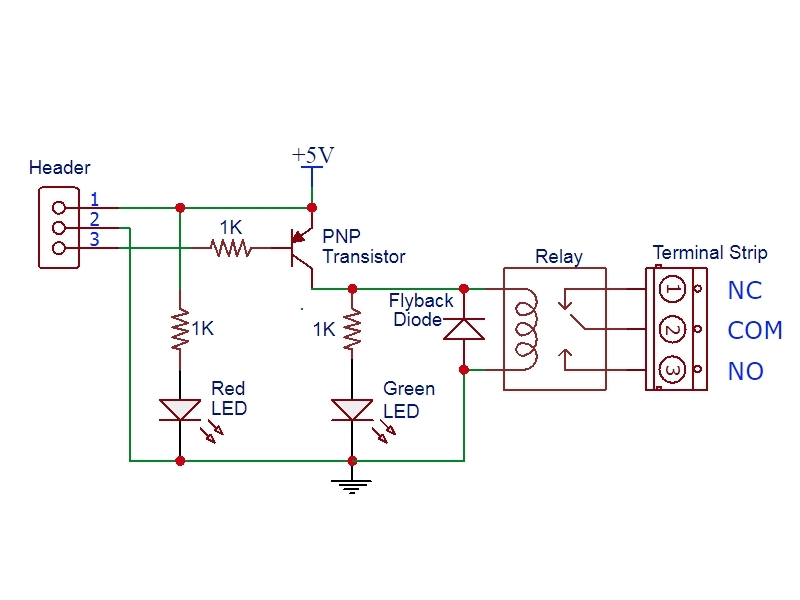 +5V
Header
1
2
3
1K
PNP
Transistor
Relay
Terminal Strip
1
NC
Flyback
Diode
1K
1K
2
COM
3
NO
Red
LED
Green
LED